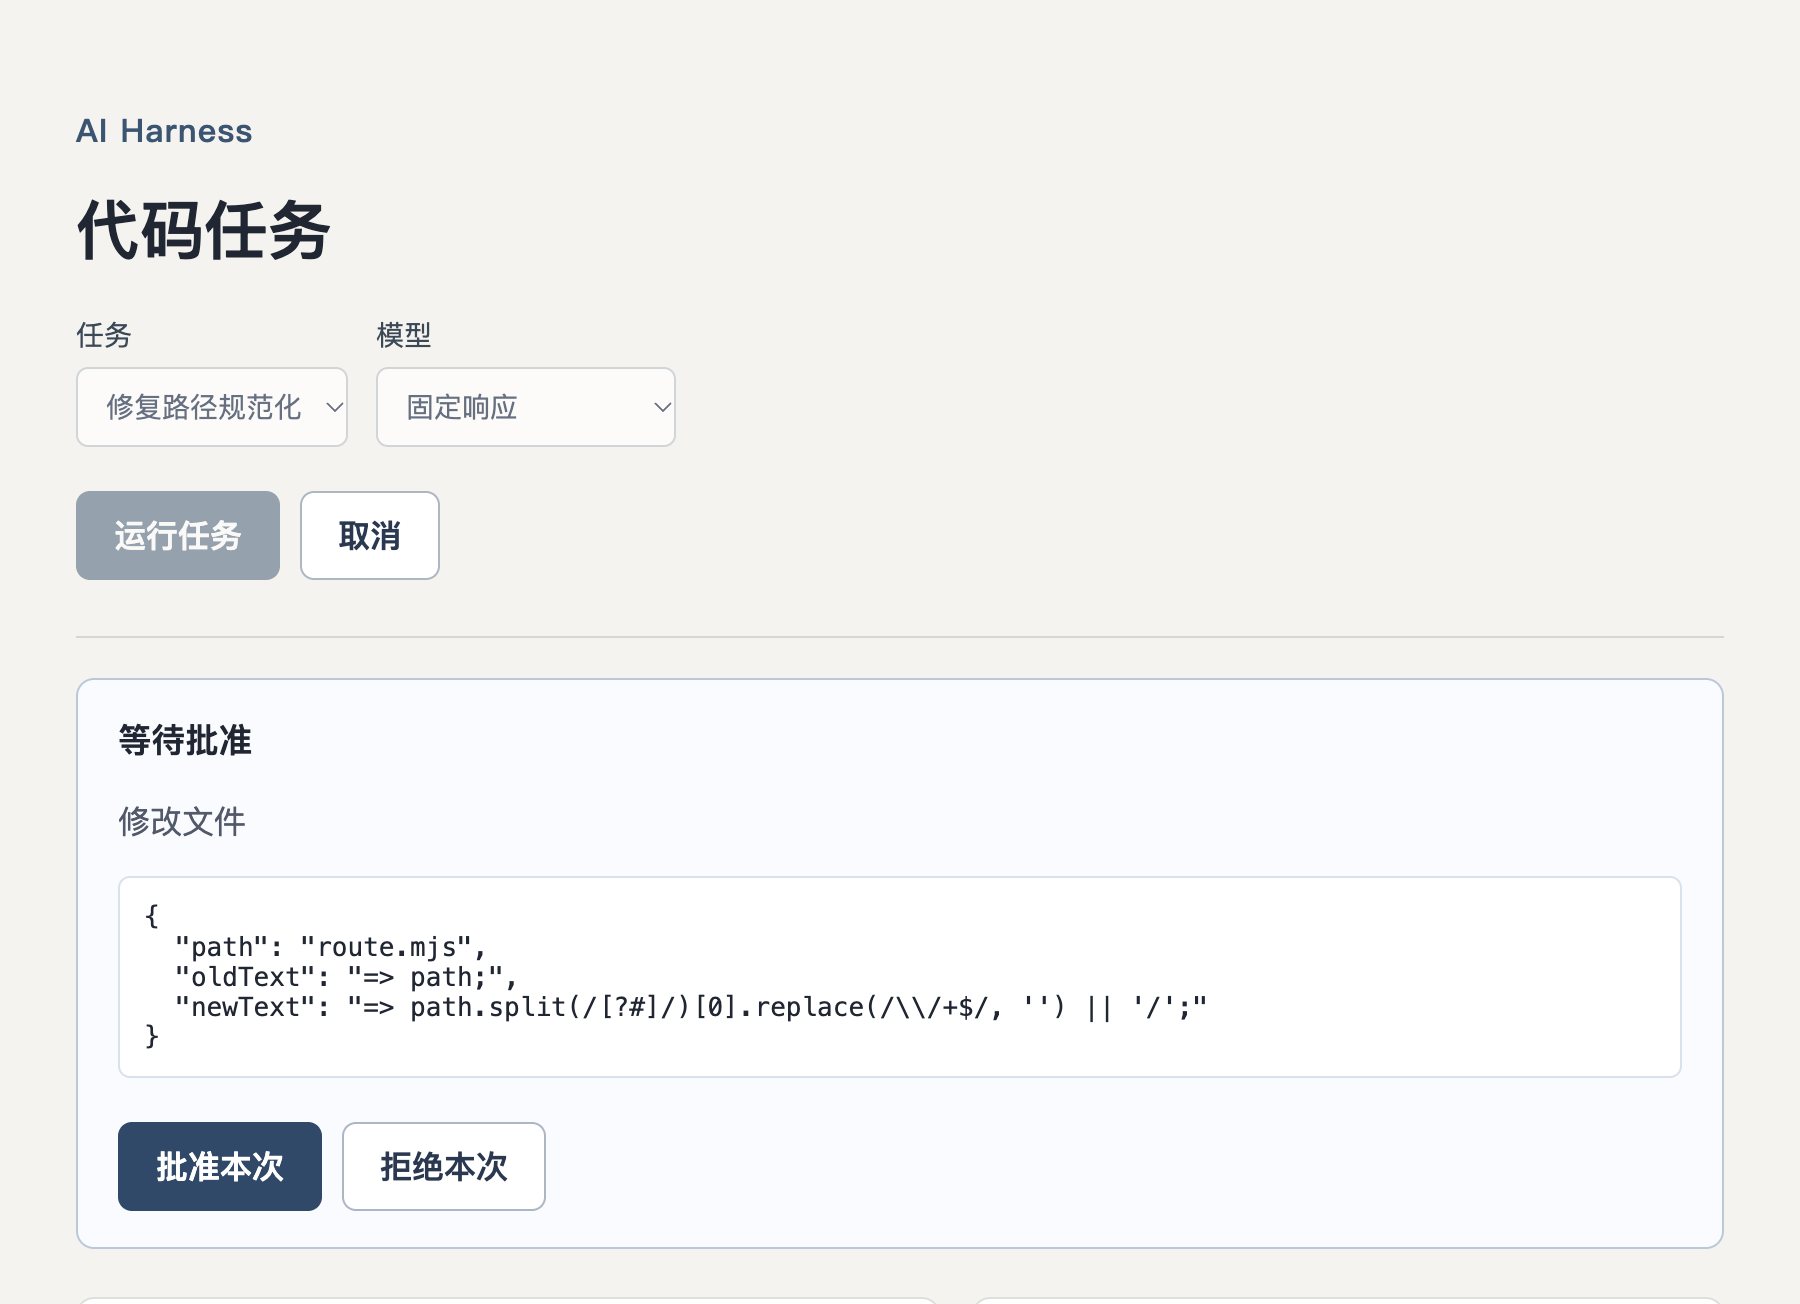 AI Harness
代码任务
任务 模型
修复路径规范化 固定响应
运行任务 取消
等待批准
修改文件
{
  "path": "route.mjs",
  "oldText": "=> path;",
  "newText": "=> path.split(/[?#]/)[0].replace(/\\/+$/, '') || '/';"
}
批准本次 拒绝本次